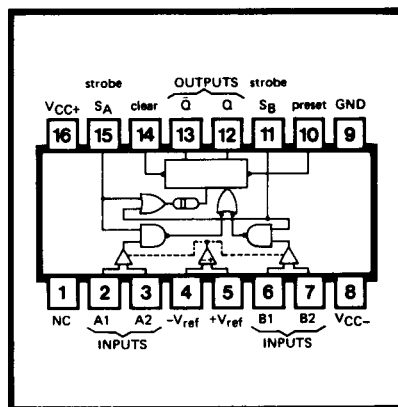 strobe OUTPUTS strobe
VCC+ SA clear Q̄ Q SB preset GND
16 15 14 13 12 11 10 9
1 2 3 4 5 6 7 8
NC A1 A2 −Vref +Vref B1 B2 VCC−
INPUTS INPUTS